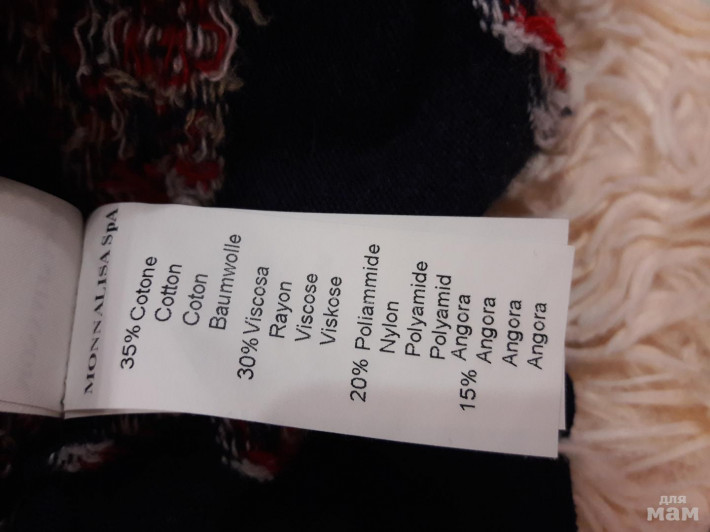 MONNALISA SpA
35% Cotone
Cotton
Coton
Baumwolle
30% Viscosa
Rayon
Viscose
Viskose
20% Poliammide
Nylon
Polyamide
Polyamid
15% Angora
Angora
Angora
Angora
для
мам